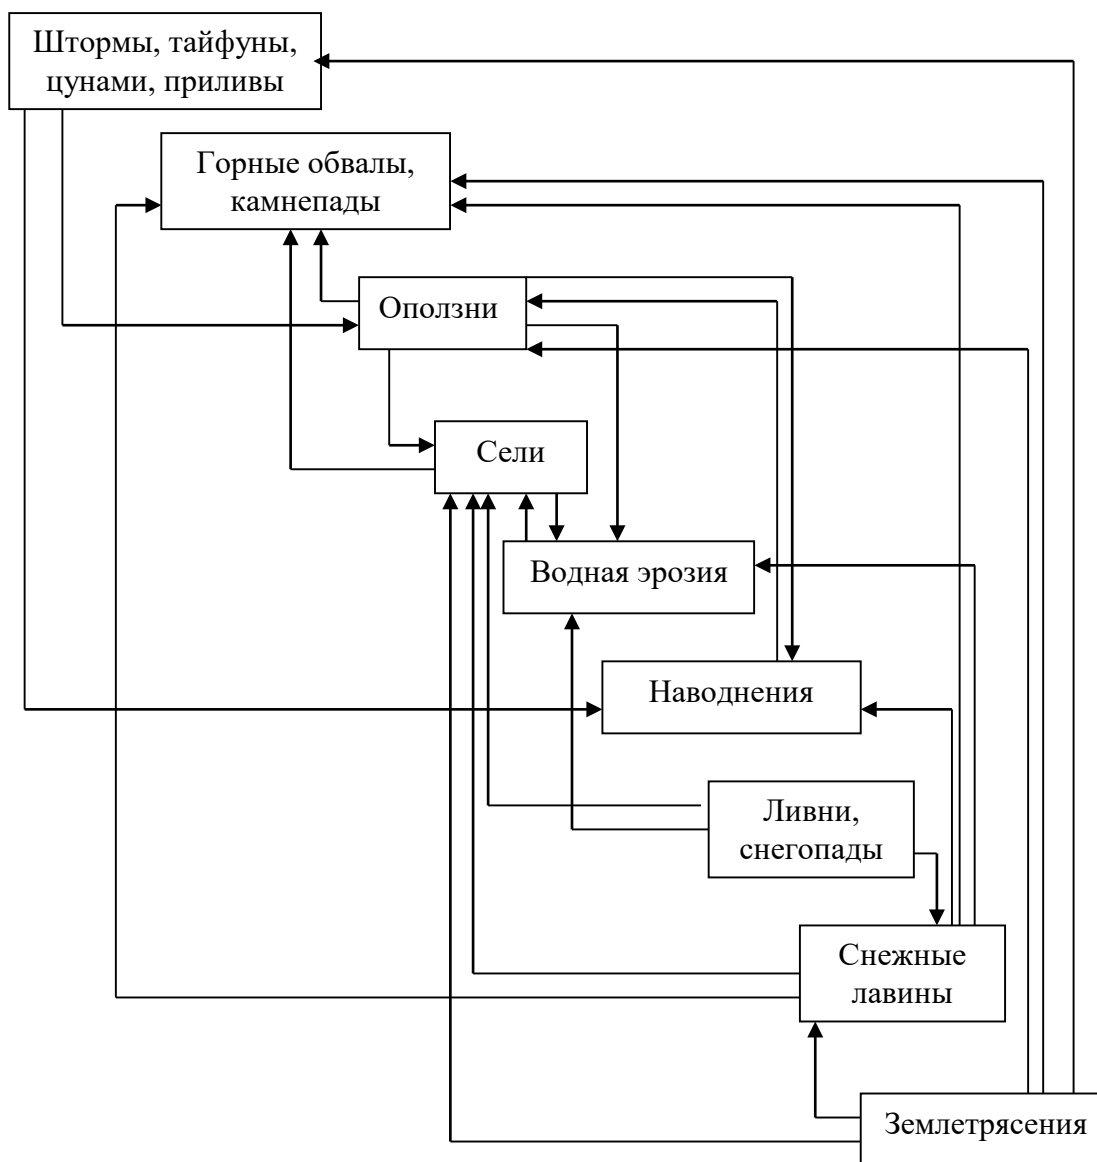 Штормы, тайфуны,
цунами, приливы
Горные обвалы,
камнепады
Оползни
Сели
Водная эрозия
Наводнения
Ливни,
снегопады
Снежные
лавины
Землетрясения